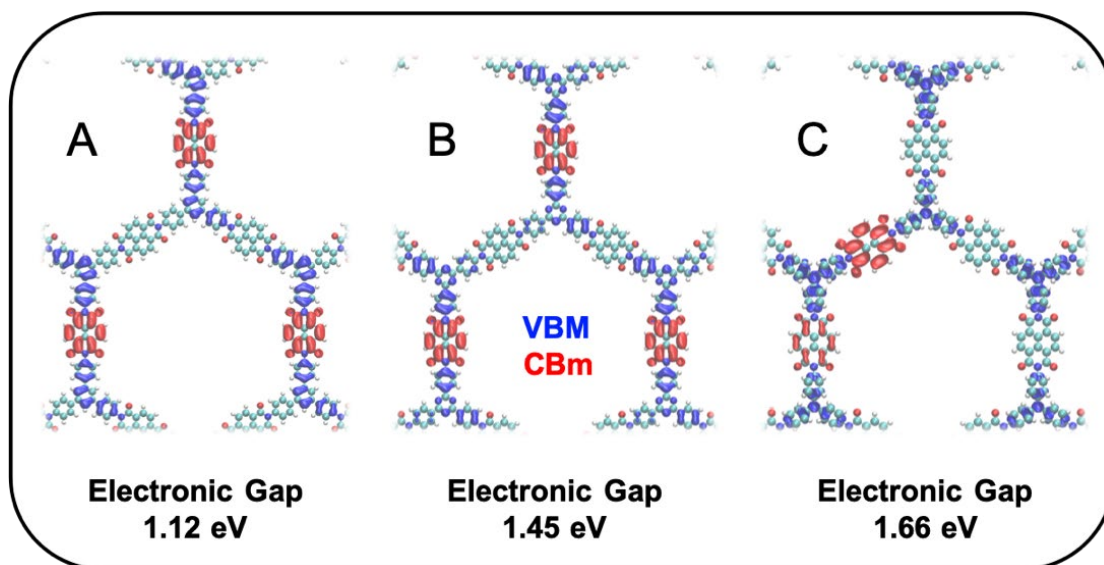 A
B
C
VBM
CBm
Electronic Gap
1.12 eV
Electronic Gap
1.45 eV
Electronic Gap
1.66 eV